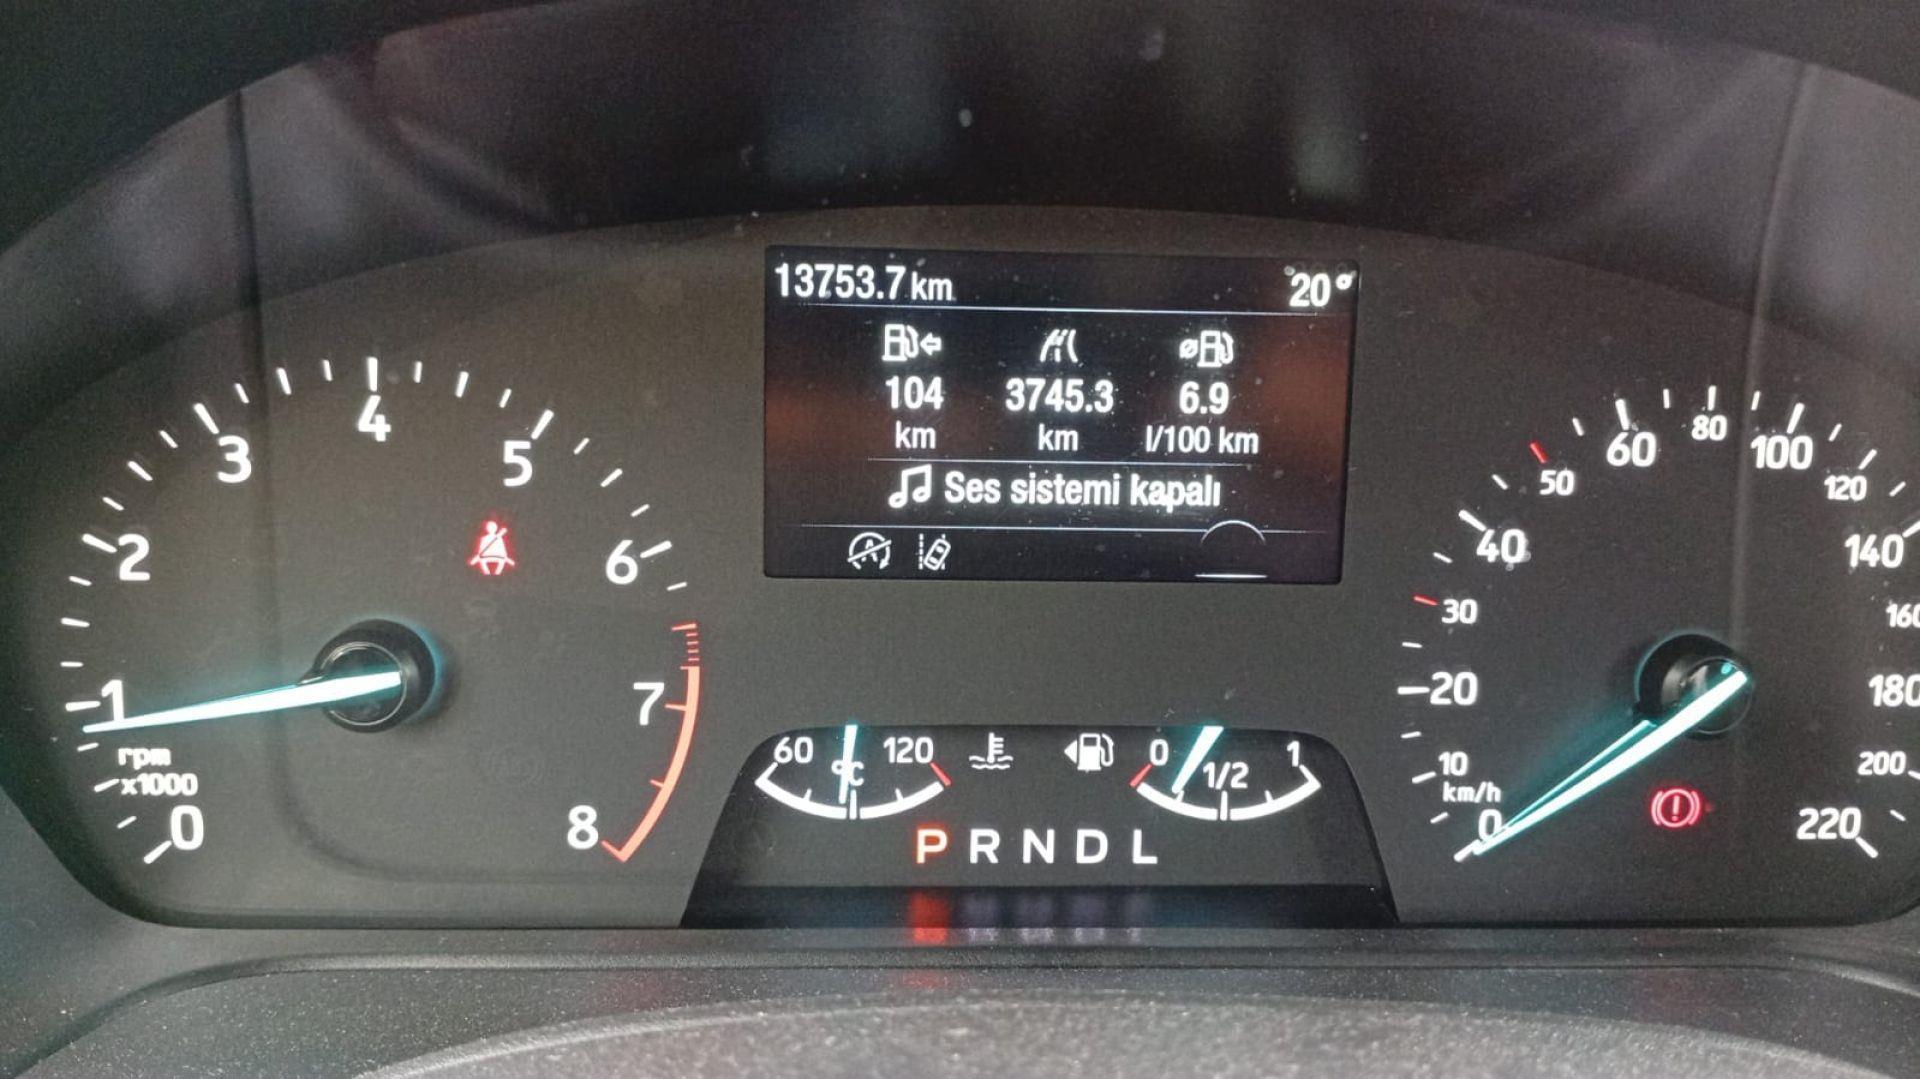 13753.7 km 20°
104 3745.3 6.9
km km l/100 km
Ses sistemi kapalı
0 1 2 3 4 5 6 7 8
rpm
x1000
60 °C 120
0 1/2 1
P R N D L
0 10 20 30 40 50 60 80 100 120 140 160 180 200 220
km/h